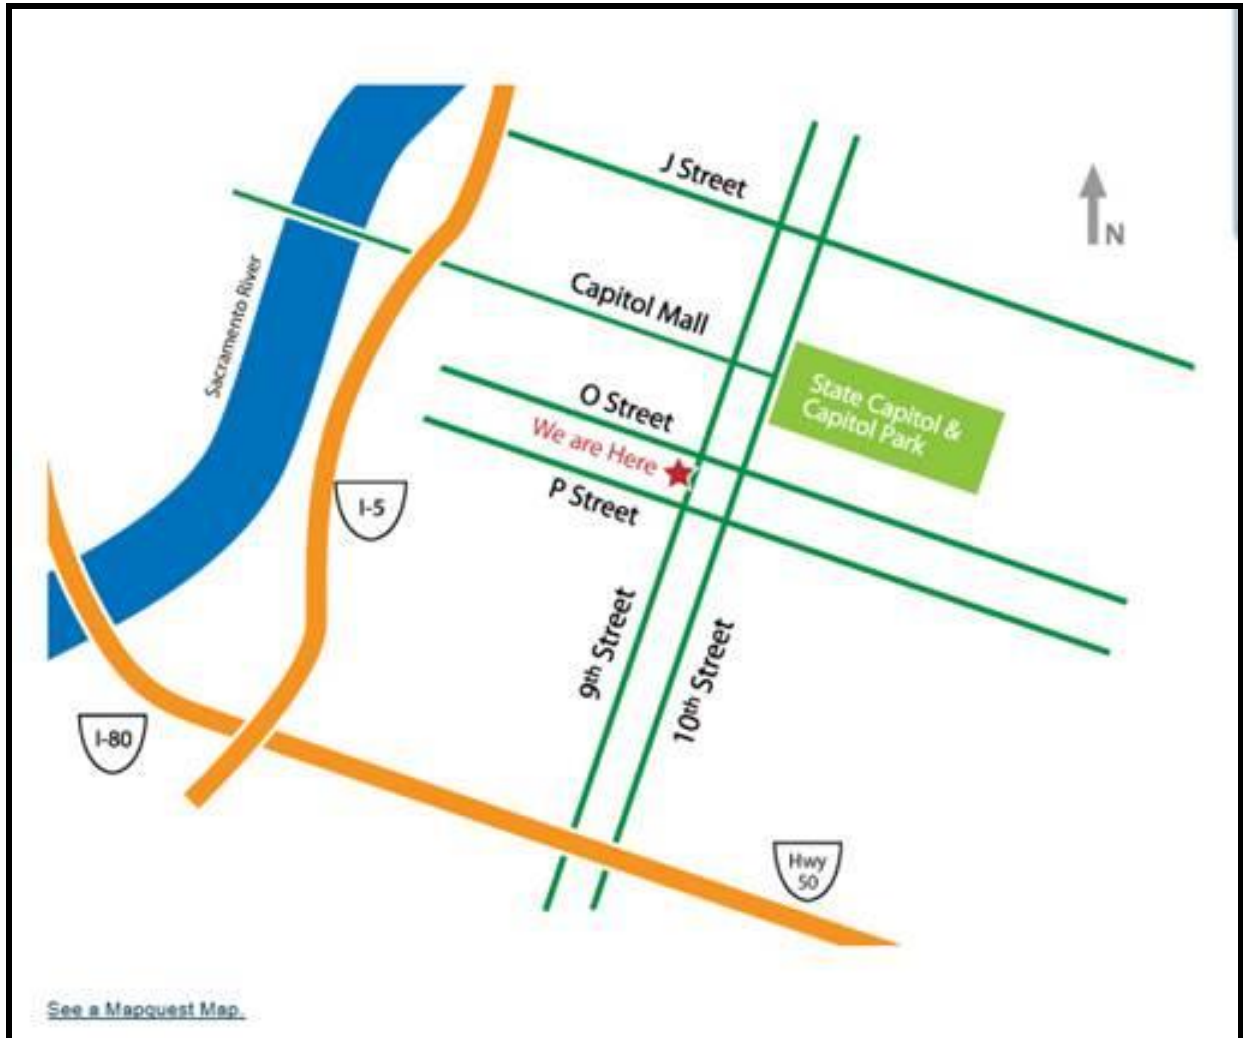 J Street
N
Capitol Mall
Sacramento River
State Capitol &
Capitol Park
O Street
We are Here
P Street
I-5
9th Street
10th Street
I-80
Hwy
50
See a Mapquest Map.